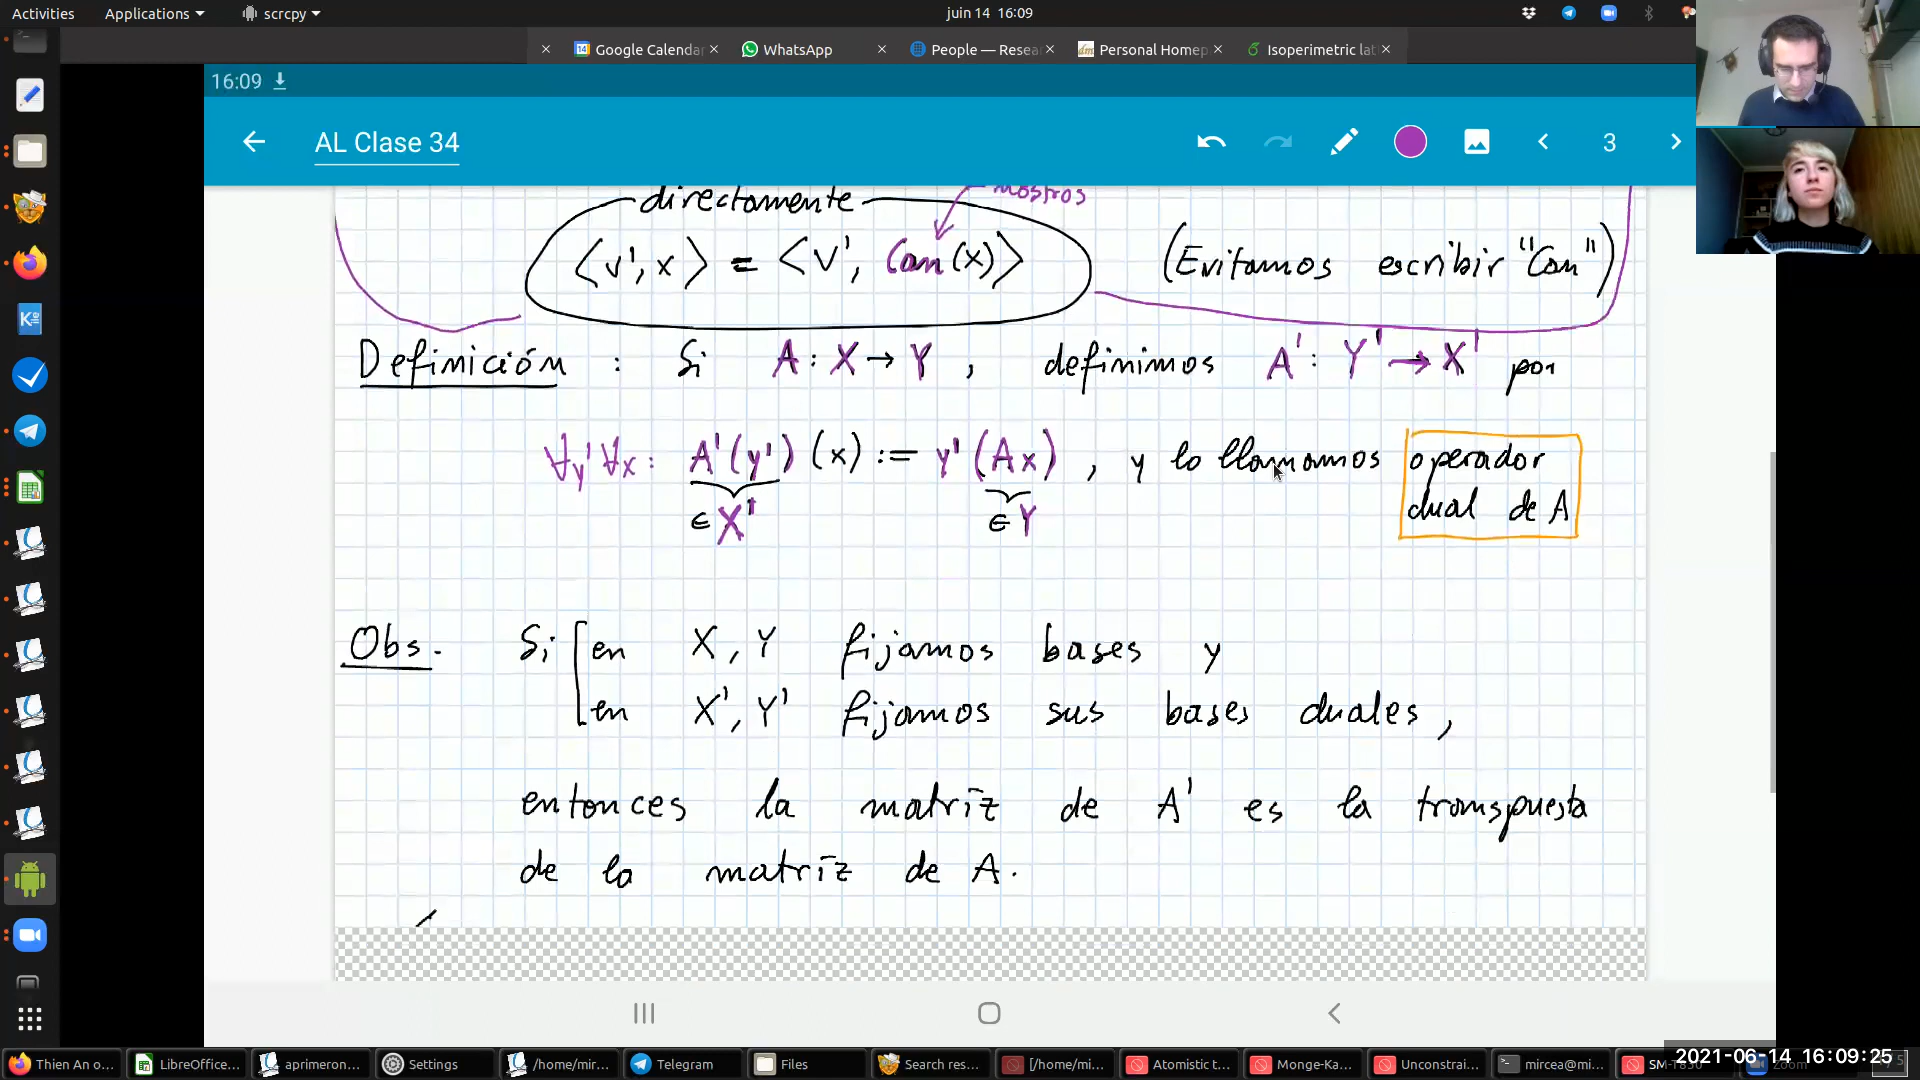 Activities Applications scrcpy juin 14 16:09
Google Calenda WhatsApp People — Resea Personal Homep Isoperimetric lat
16:09
AL Clase 34 3
directamente
⟨v', x⟩ = ⟨v', Can(x)⟩ (Evitamos escribir "Can")
Definición : Si A : X → Y , definimos A' : Y' → X' por
∀y' ∀x : A'(y') (x) := y'(Ax) , y lo llamamos operador
dual de A
∈ X' ∈ Y
Obs. Si en X, Y fijamos bases y
en X', Y' fijamos sus bases duales,
entonces la matriz de A' es la transpuesta
de la matriz de A.
Thien An o... LibreOffice... aprimeron... Settings /home/mir... Telegram Files Search res... [/home/mi... Atomistic t... Monge-Ka... Unconstrai... mircea@mi...
2021-06-14 16:09:25